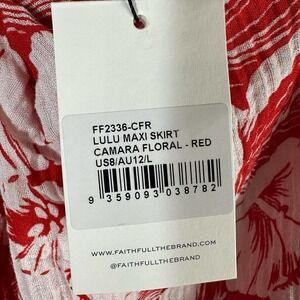 FF2336-CFR
LULU MAXI SKIRT
CAMARA FLORAL - RED
US8/AU12/L
9 359093 038782
WWW.FAITHFULLTHEBRAND.COM
@FAITHFULLTHEBRAND